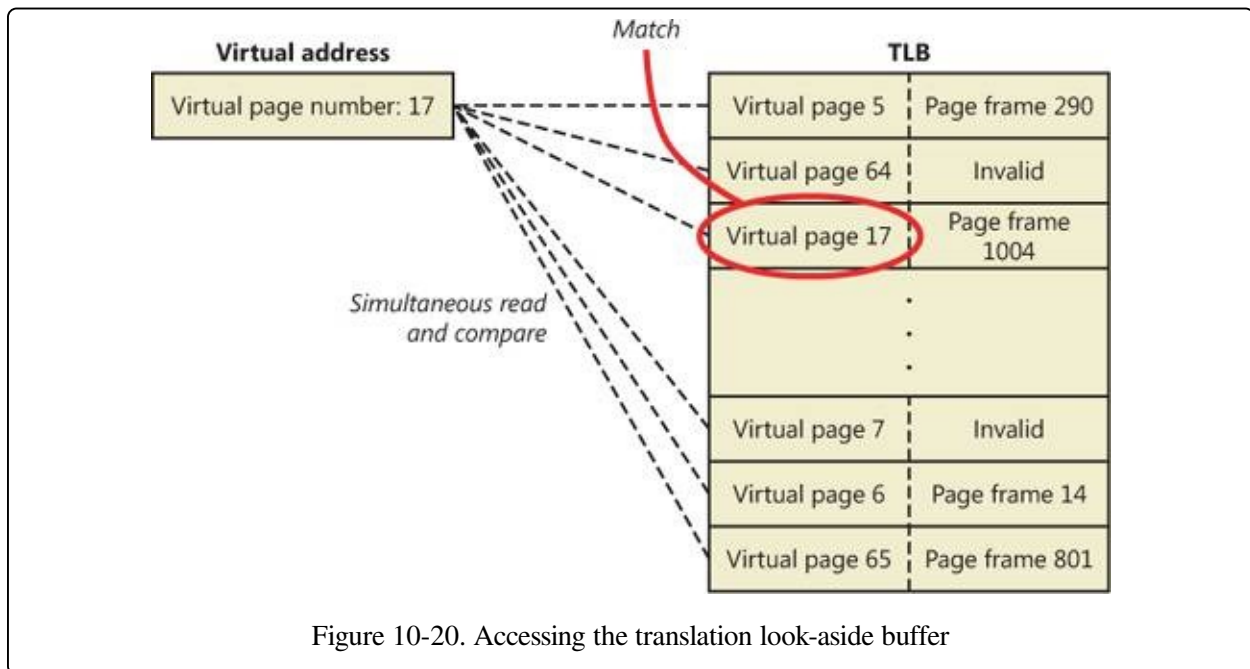 Match
Virtual address
TLB
Virtual page number: 17
Virtual page 5
Page frame 290
Virtual page 64
Invalid
Virtual page 17
Page frame
1004
Simultaneous read
and compare
Virtual page 7
Invalid
Virtual page 6
Page frame 14
Virtual page 65
Page frame 801
Figure 10-20. Accessing the translation look-aside buffer